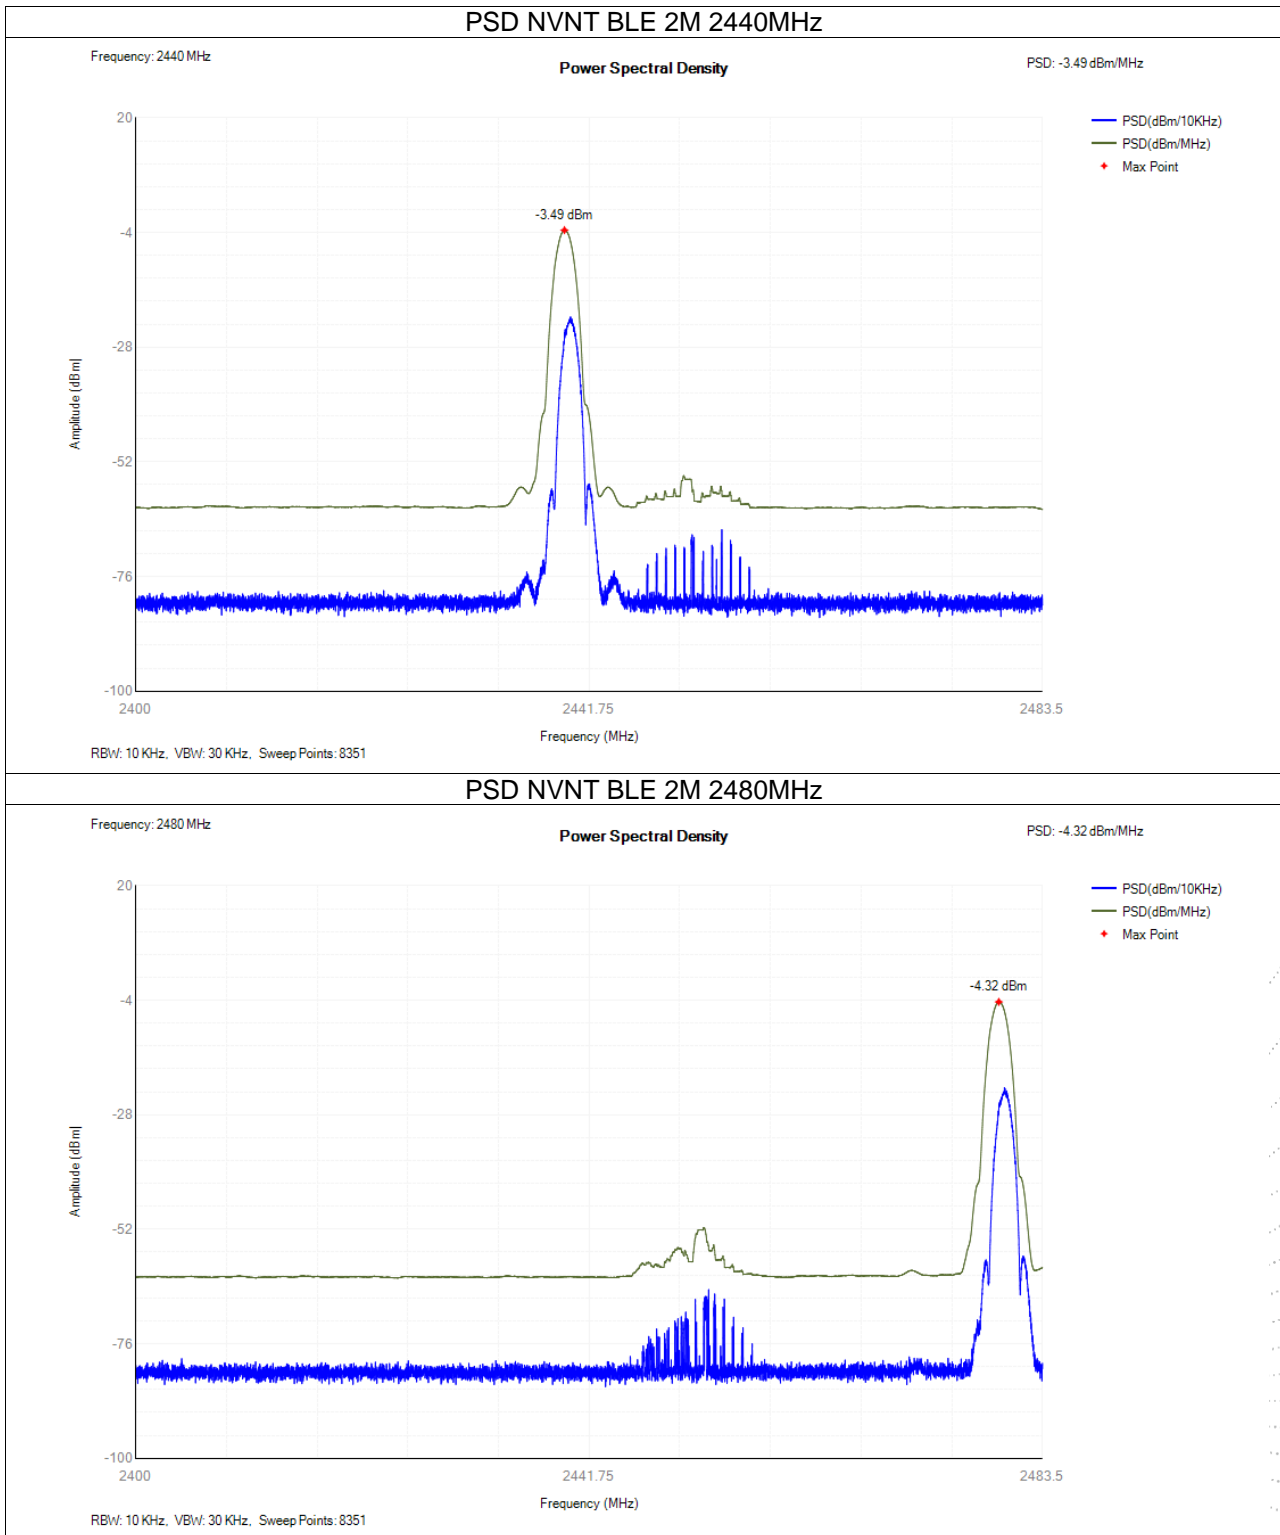 PSD NVNT BLE 2M 2440MHz
Frequency: 2440 MHz
Power Spectral Density
PSD: -3.49 dBm/MHz
20
-4
-28
-52
-76
-100
Amplitude [dBm]
-3.49 dBm
PSD(dBm/10KHz)
PSD(dBm/MHz)
Max Point
2400
2441.75
2483.5
Frequency (MHz)
RBW: 10 KHz, VBW: 30 KHz, Sweep Points: 8351
PSD NVNT BLE 2M 2480MHz
Frequency: 2480 MHz
Power Spectral Density
PSD: -4.32 dBm/MHz
20
-4
-28
-52
-76
-100
Amplitude [dBm]
-4.32 dBm
PSD(dBm/10KHz)
PSD(dBm/MHz)
Max Point
2400
2441.75
2483.5
Frequency (MHz)
RBW: 10 KHz, VBW: 30 KHz, Sweep Points: 8351